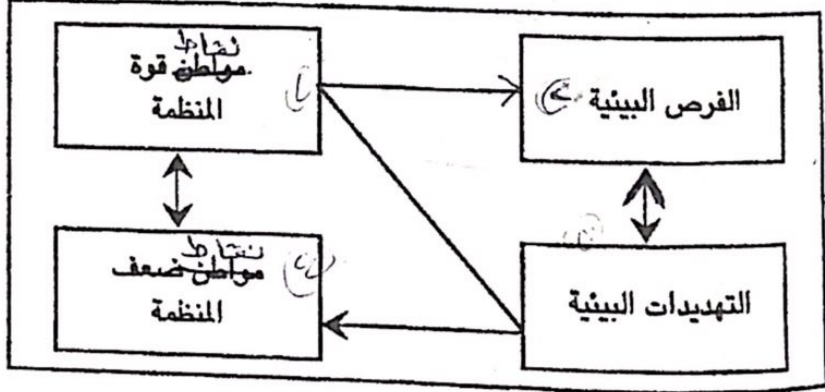 نقاط
مواطن قوة
المنظمة
الفرص البيئية
نقاط
مواطن ضعف
المنظمة
التهديدات البيئية